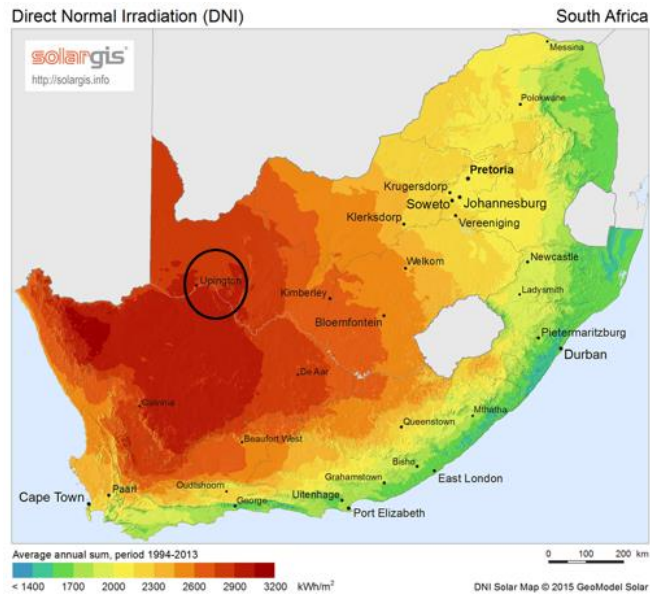 Direct Normal Irradiation (DNI)
South Africa
solargis
http://solargis.info
Messina
Polokwane
Pretoria
Krugersdorp
Johannesburg
Soweto
Klerksdorp
Vereeniging
Welkom
Newcastle
Upington
Kimberley
Ladysmith
Bloemfontein
Pietermaritzburg
Durban
De Aar
Calvinia
Mthatha
Queenstown
Beaufort West
Bisho
East London
Grahamstown
Oudtshoorn
Paarl
Cape Town
Uitenhage
George
Port Elizabeth
Average annual sum, period 1994-2013
0 100 200 km
< 1400 1700 2000 2300 2600 2900 3200 kWh/m²
DNI Solar Map © 2015 GeoModel Solar